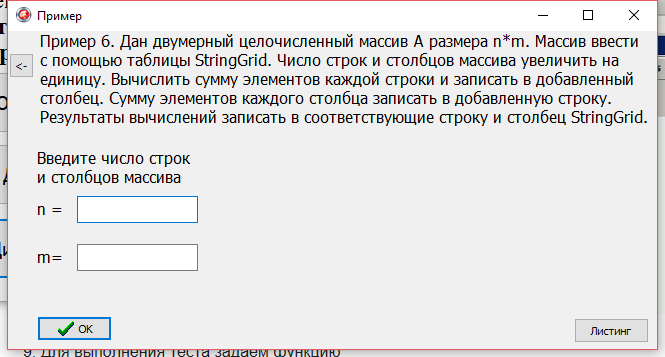 Пример
Пример 6. Дан двумерный целочисленный массив А размера n*m. Массив ввести
с помощью таблицы StringGrid. Число строк и столбцов массива увеличить на
<-
единицу. Вычислить сумму элементов каждой строки и записать в добавленный
столбец. Сумму элементов каждого столбца записать в добавленную строку.
Результаты вычислений записать в соответствующие строку и столбец StringGrid.
Введите число строк
и столбцов массива
n =
m=
OK
Листинг
9. Для выполнения теста задаем функцию